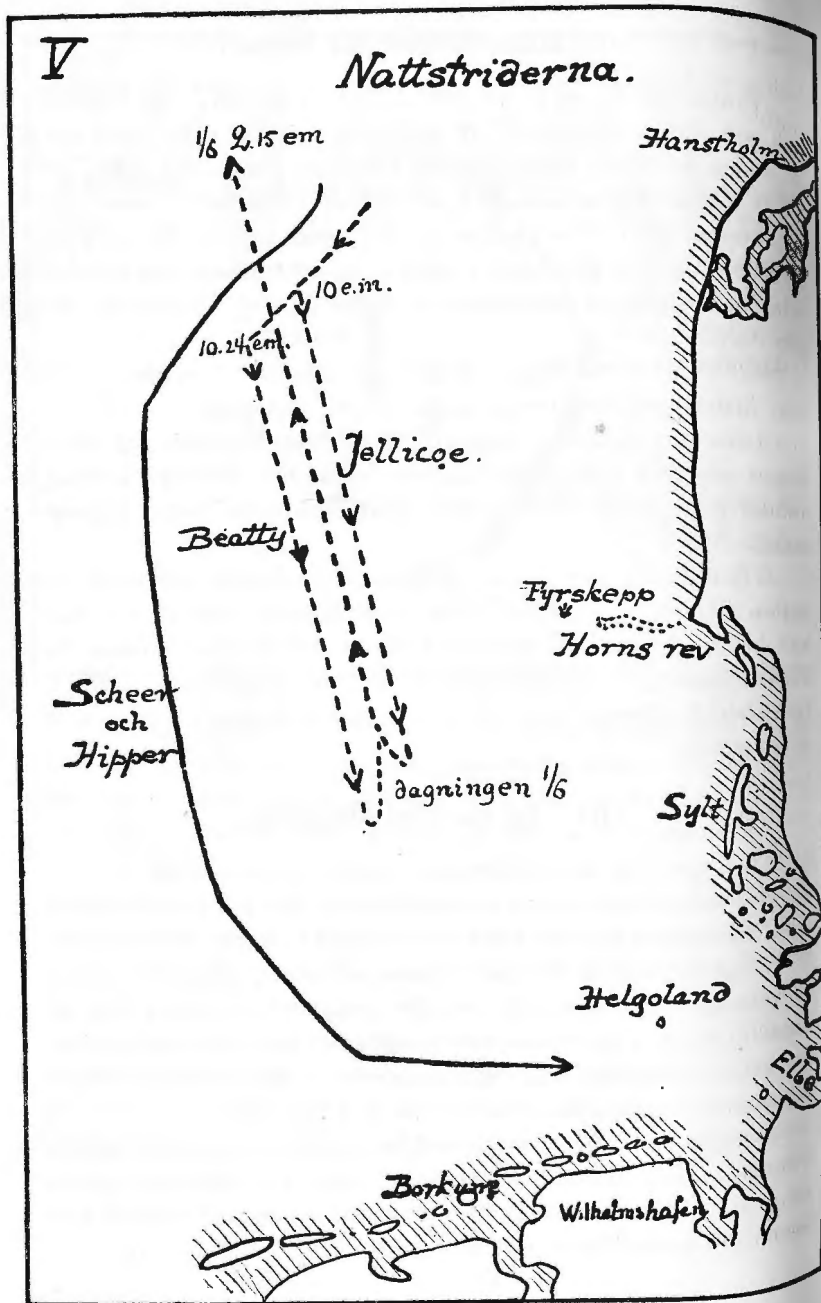 V
Nattstriderna.
1/6 2.15 em
Hanstholm
10 e.m.
10.24 em.
Jellicoe.
Beatty
Fyrskepp
Horns rev
Scheer
och
Hipper
dagningen 1/6
Sylt
Helgoland
Elbe
Borkum
Wilhelmshafen